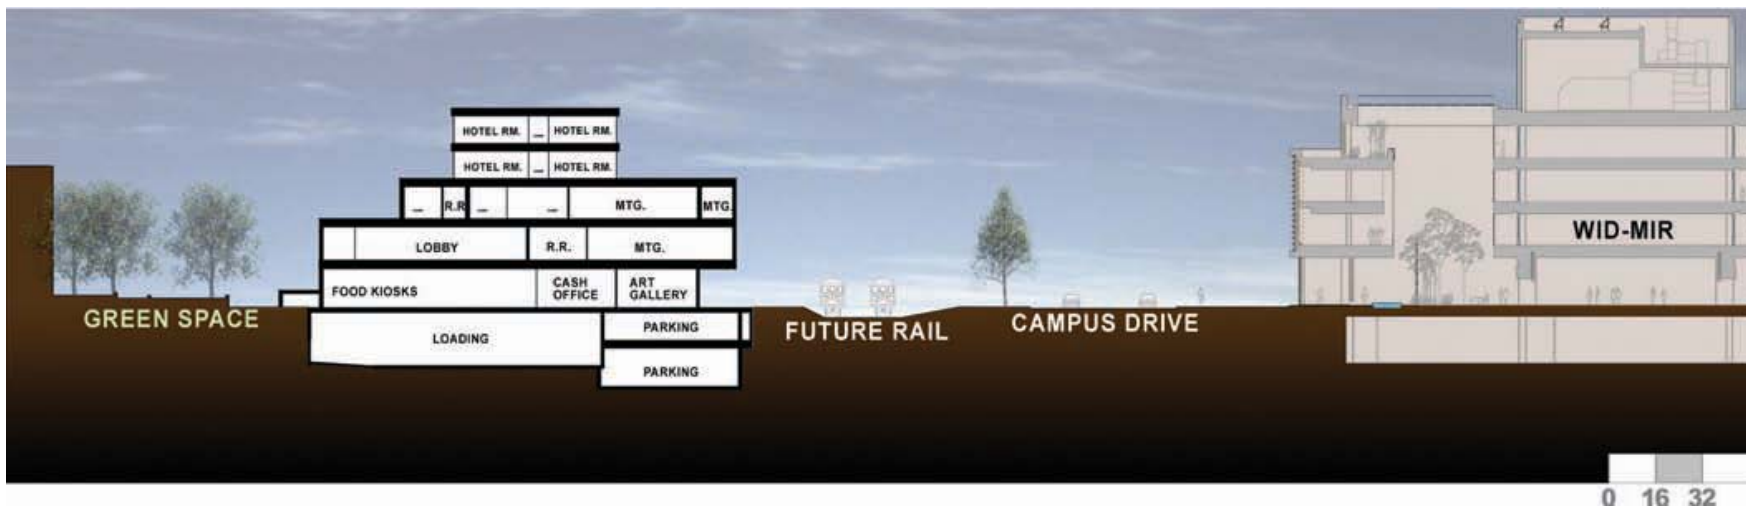 HOTEL RM. HOTEL RM.
HOTEL RM. HOTEL RM.
R.R MTG. MTG.
LOBBY R.R. MTG. WID-MIR
FOOD KIOSKS CASH OFFICE ART GALLERY
GREEN SPACE LOADING PARKING FUTURE RAIL CAMPUS DRIVE
PARKING
0 16 32